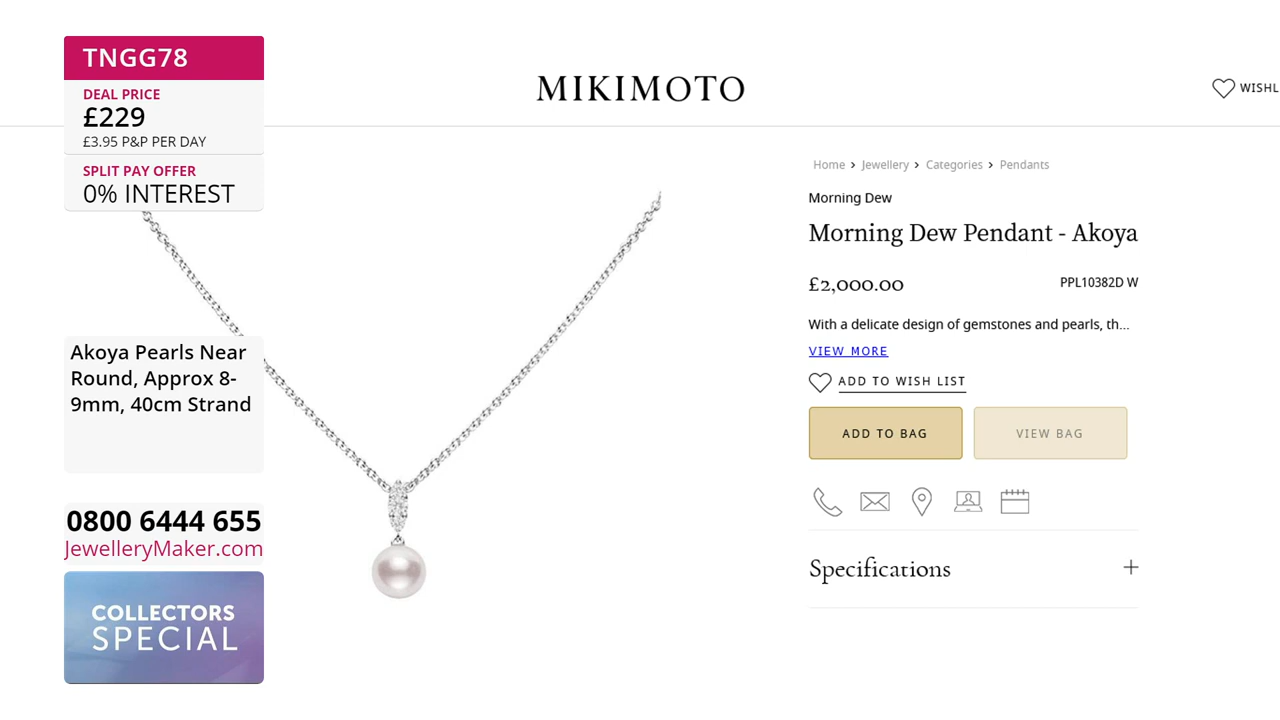 TNGG78
DEAL PRICE
£229
£3.95 P&P PER DAY
SPLIT PAY OFFER
0% INTEREST
Akoya Pearls Near
Round, Approx 8-
9mm, 40cm Strand
0800 6444 655
JewelleryMaker.com
COLLECTORS
SPECIAL
MIKIMOTO
WISHL
Home > Jewellery > Categories > Pendants
Morning Dew
Morning Dew Pendant - Akoya
£2,000.00
PPL10382D W
With a delicate design of gemstones and pearls, th...
VIEW MORE
ADD TO WISH LIST
ADD TO BAG
VIEW BAG
Specifications +